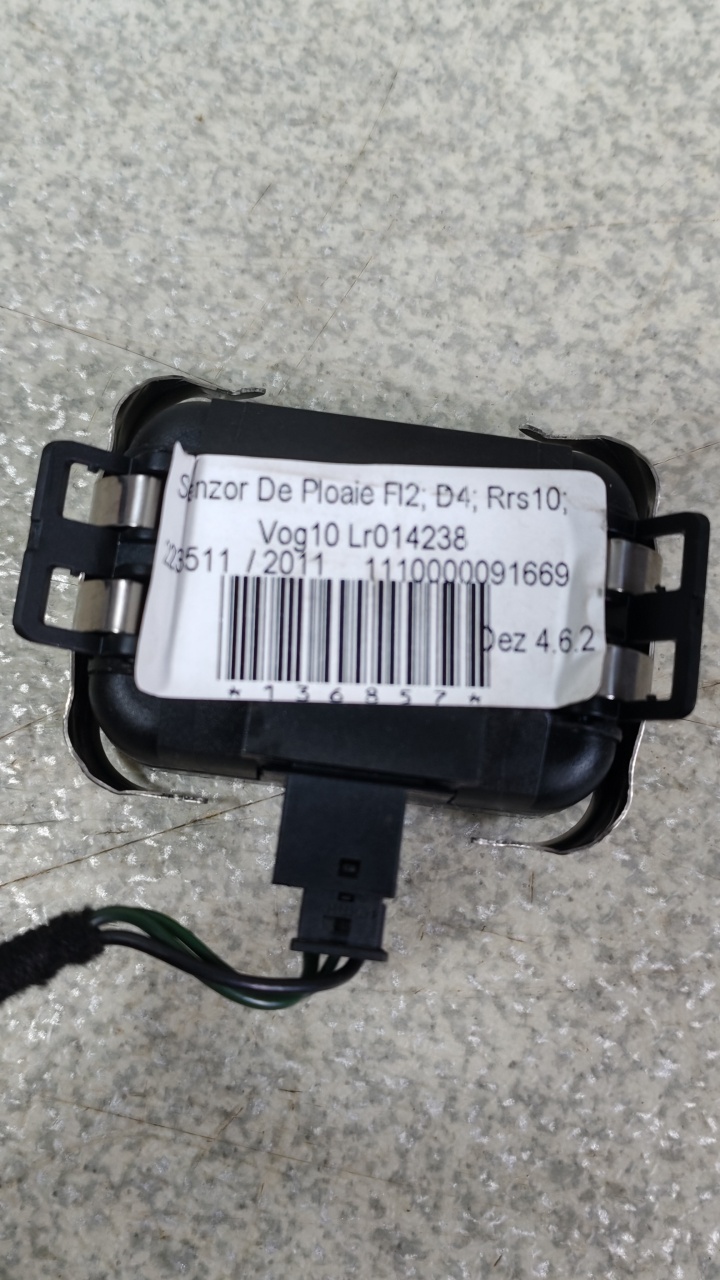 Senzor De Ploaie Fl2; D4; Rrs10;
Vog10 Lr014238
223511 / 2011 1110000091669
Dez 4.6.2
*136857*